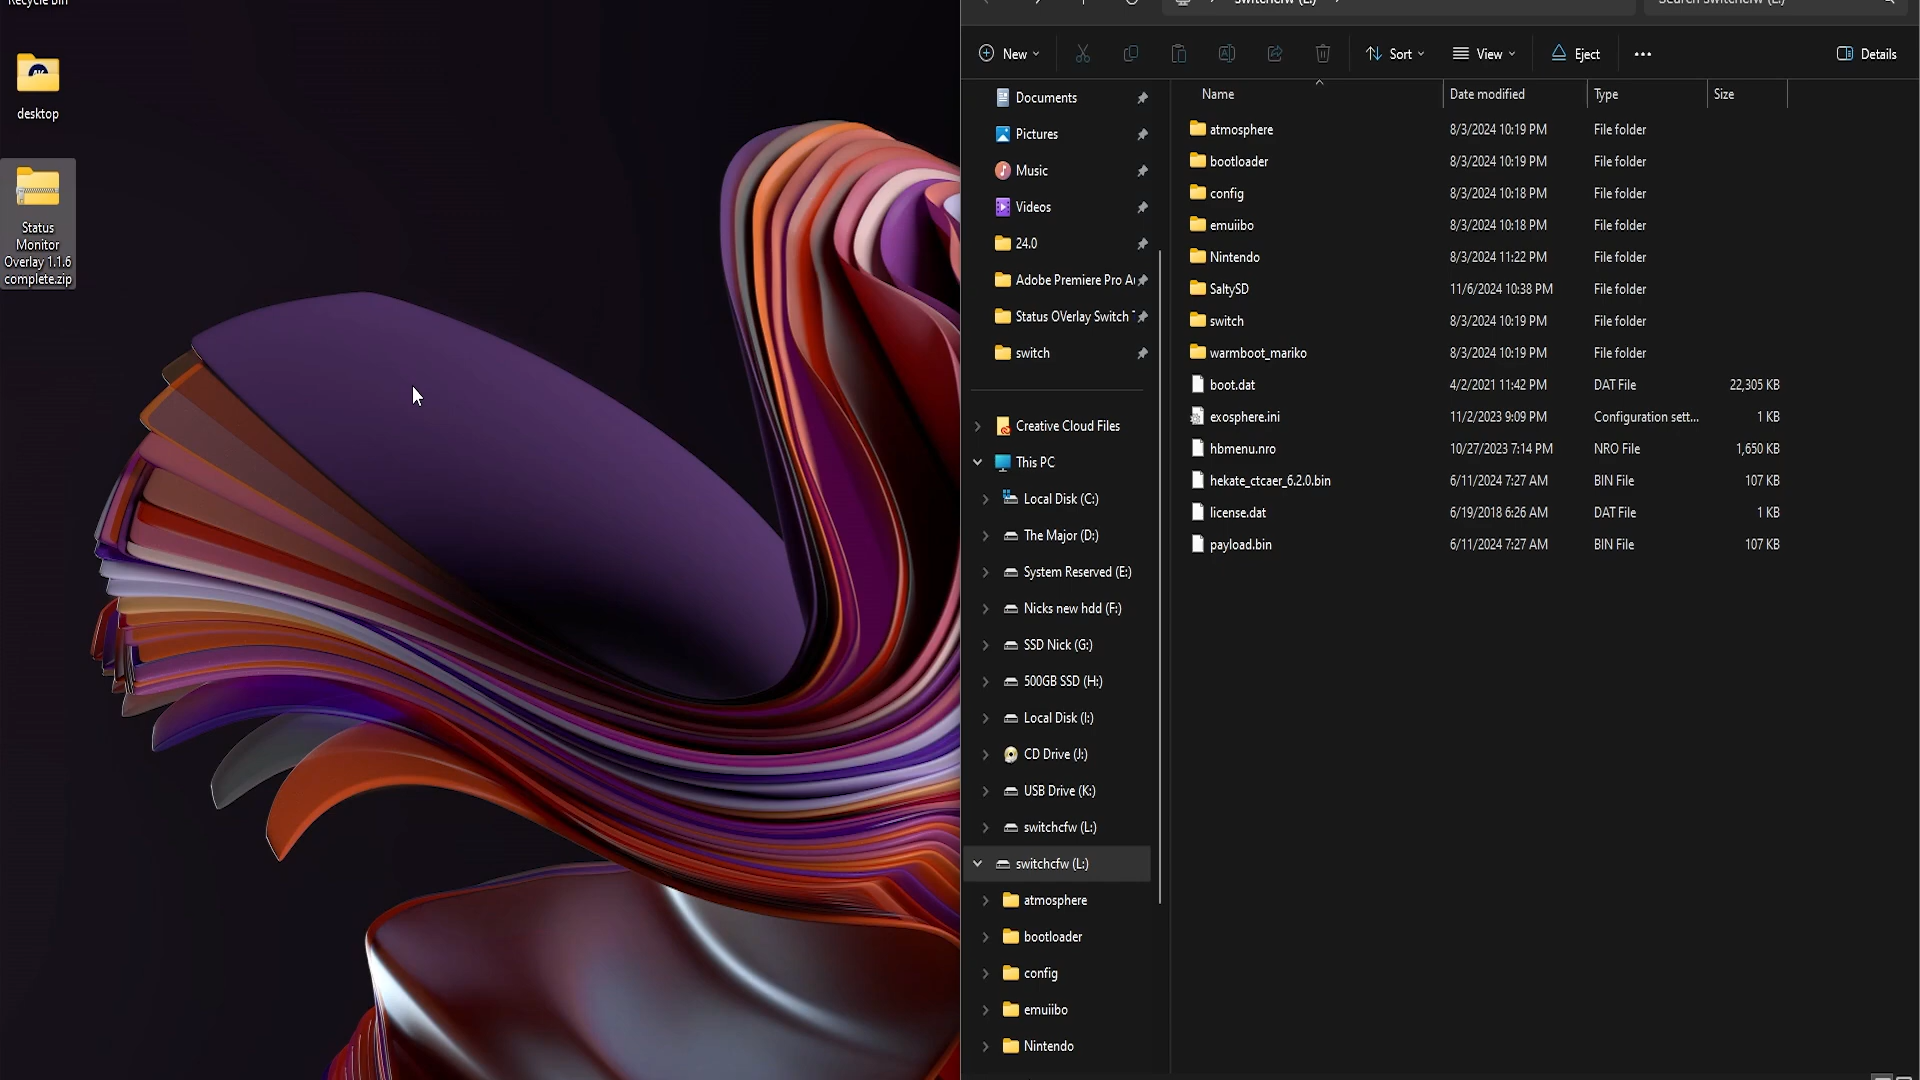 Recycle Bin
desktop
Status
Monitor
Overlay 1.1.6
complete.zip
switchcfw (L:)
Search switchcfw (L:)
New
Sort
View
Eject
Details
Name Date modified Type Size
Documents
Pictures
Music
Videos
24.0
Adobe Premiere Pro Au
Status OVerlay Switch
switch
Creative Cloud Files
This PC
Local Disk (C:)
The Major (D:)
System Reserved (E:)
Nicks new hdd (F:)
SSD Nick (G:)
500GB SSD (H:)
Local Disk (I:)
CD Drive (J:)
USB Drive (K:)
switchcfw (L:)
switchcfw (L:)
atmosphere
bootloader
config
emuiibo
Nintendo
atmosphere 8/3/2024 10:19 PM File folder
bootloader 8/3/2024 10:19 PM File folder
config 8/3/2024 10:18 PM File folder
emuiibo 8/3/2024 10:18 PM File folder
Nintendo 8/3/2024 11:22 PM File folder
SaltySD 11/6/2024 10:38 PM File folder
switch 8/3/2024 10:19 PM File folder
warmboot_mariko 8/3/2024 10:19 PM File folder
boot.dat 4/2/2021 11:42 PM DAT File 22,305 KB
exosphere.ini 11/2/2023 9:09 PM Configuration sett... 1 KB
hbmenu.nro 10/27/2023 7:14 PM NRO File 1,650 KB
hekate_ctcaer_6.2.0.bin 6/11/2024 7:27 AM BIN File 107 KB
license.dat 6/19/2018 6:26 AM DAT File 1 KB
payload.bin 6/11/2024 7:27 AM BIN File 107 KB